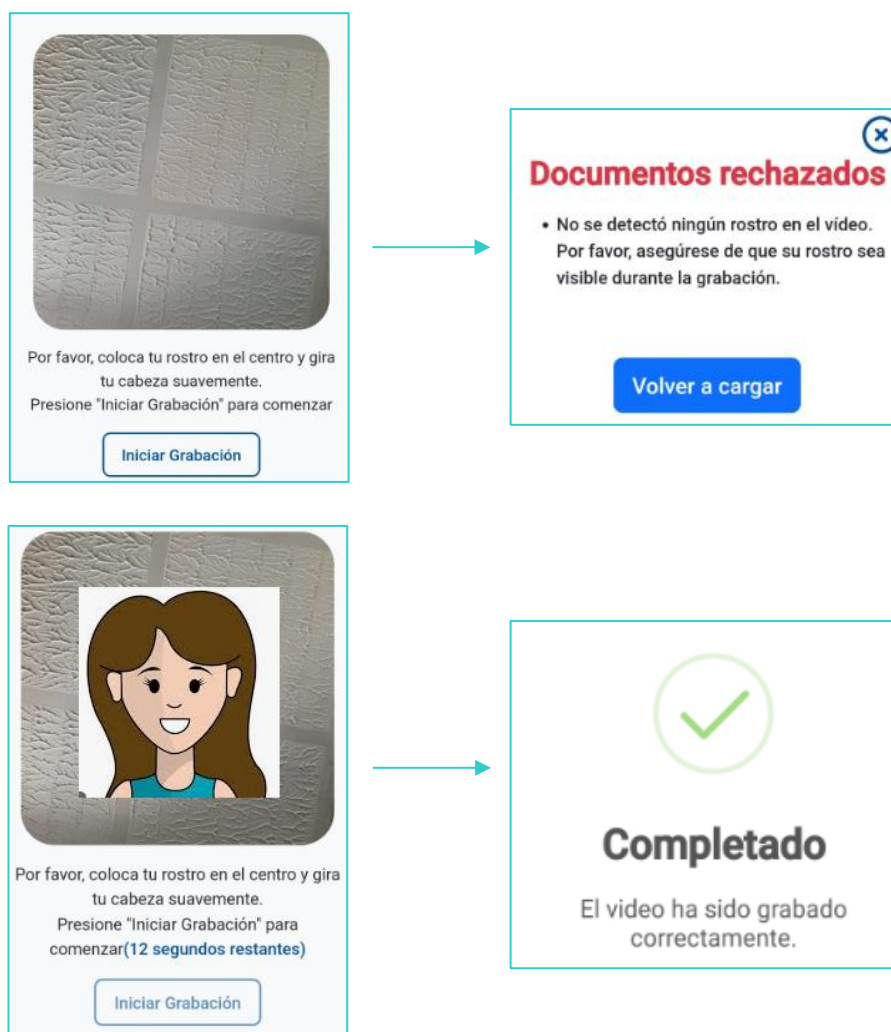 Por favor, coloca tu rostro en el centro y gira
tu cabeza suavemente.
Presione "Iniciar Grabación" para comenzar
Iniciar Grabación
Documentos rechazados
• No se detectó ningún rostro en el vídeo.
Por favor, asegúrese de que su rostro sea
visible durante la grabación.
Volver a cargar
Por favor, coloca tu rostro en el centro y gira
tu cabeza suavemente.
Presione "Iniciar Grabación" para
comenzar(12 segundos restantes)
Iniciar Grabación
Completado
El video ha sido grabado
correctamente.